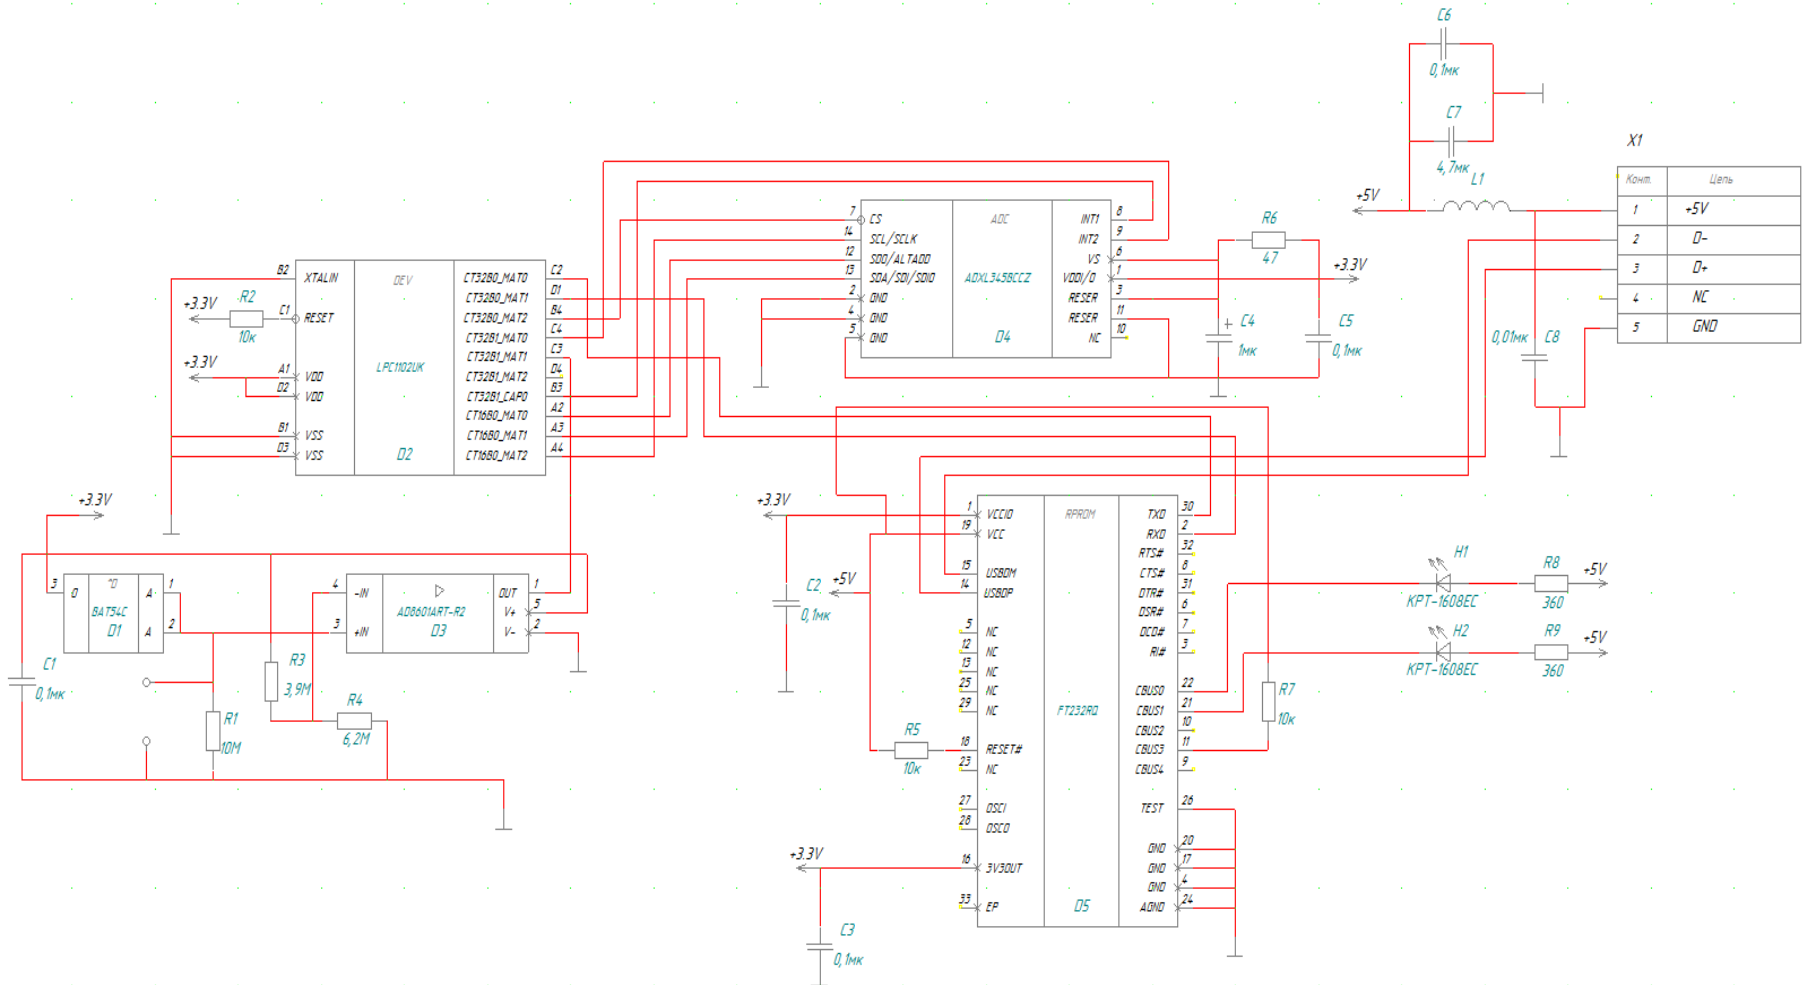 C6
0,1мк
C7
4,7мк
X1
Конт.
Цепь
1
+5V
2
D-
3
D+
4
NC
5
GND
+5V
L1
0,01мк
C8
7
CS
14
SCL/SCLK
12
SDO/ALTADD
13
SDA/SDI/SDIO
2
GND
4
GND
5
GND
ADC
ADXL345BCCZ
D4
INT1
8
INT2
9
VS
6
VDDI/O
1
RESER
3
RESER
11
NC
10
R6
47
+3.3V
C4
1мк
C5
0,1мк
B2
XTALIN
+3.3V
R2
10к
C1
RESET
+3.3V
A1
VDD
D2
VDD
B1
VSS
D3
VSS
DEV
LPC1102UK
D2
CT32B0_MAT0
C2
CT32B0_MAT1
D1
CT32B0_MAT2
B4
CT32B1_MAT0
C4
CT32B1_MAT1
C3
CT32B1_MAT2
D4
CT32B1_CAP0
B3
CT16B0_MAT0
A2
CT16B0_MAT1
A3
CT16B0_MAT2
A4
+3.3V
3
O
"D
BAT54C
D1
A
1
A
2
4
-IN
3
+IN
AD8601ART-R2
D3
OUT
1
V+
5
V-
2
C1
0,1мк
R3
3,9М
R4
6,2М
R1
10М
+3.3V
C2
0,1мк
+5V
R5
10к
+3.3V
C3
0,1мк
1
VCCIO
19
VCC
15
USBDM
14
USBDP
5
NC
12
NC
13
NC
25
NC
29
NC
18
RESET#
23
NC
27
OSCI
28
OSCO
16
3V3OUT
33
EP
RPROM
FT232RQ
D5
TXD
30
RXD
2
RTS#
32
CTS#
8
DTR#
31
DSR#
6
DCD#
7
RI#
3
CBUS0
22
CBUS1
21
CBUS2
10
CBUS3
11
CBUS4
9
TEST
26
GND
20
GND
17
GND
4
AGND
24
R7
10к
H1
KPT-1608EC
R8
360
+5V
H2
KPT-1608EC
R9
360
+5V